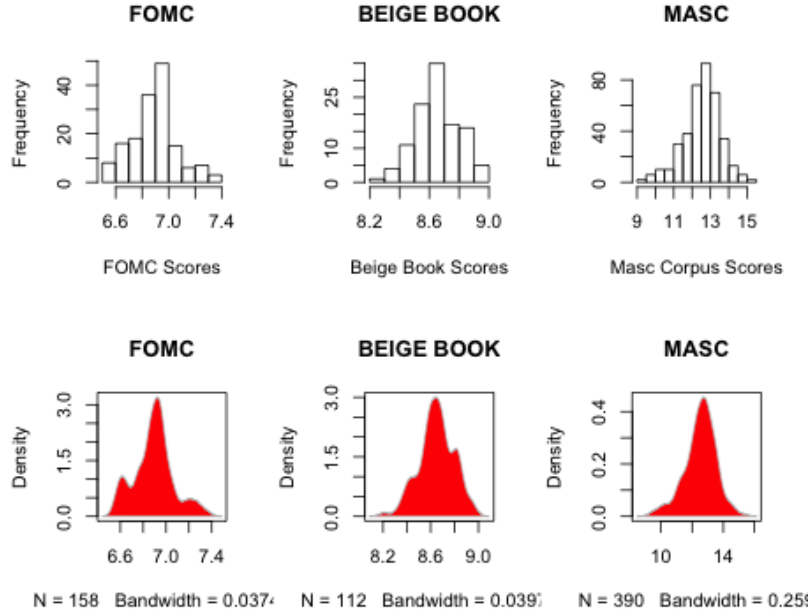 FOMC BEIGE BOOK MASC
Frequency Frequency Frequency
40
20
0
25
10
0
80
40
0
6.6 7.0 7.4 8.2 8.6 9.0 9 11 13 15
FOMC Scores Beige Book Scores Masc Corpus Scores
FOMC BEIGE BOOK MASC
Density Density Density
3.0
1.5
0.0
3.0
1.5
0.0
0.4
0.2
0.0
6.6 7.0 7.4 8.2 8.6 9.0 10 14
N = 158 Bandwidth = 0.0374 N = 112 Bandwidth = 0.0397 N = 390 Bandwidth = 0.259